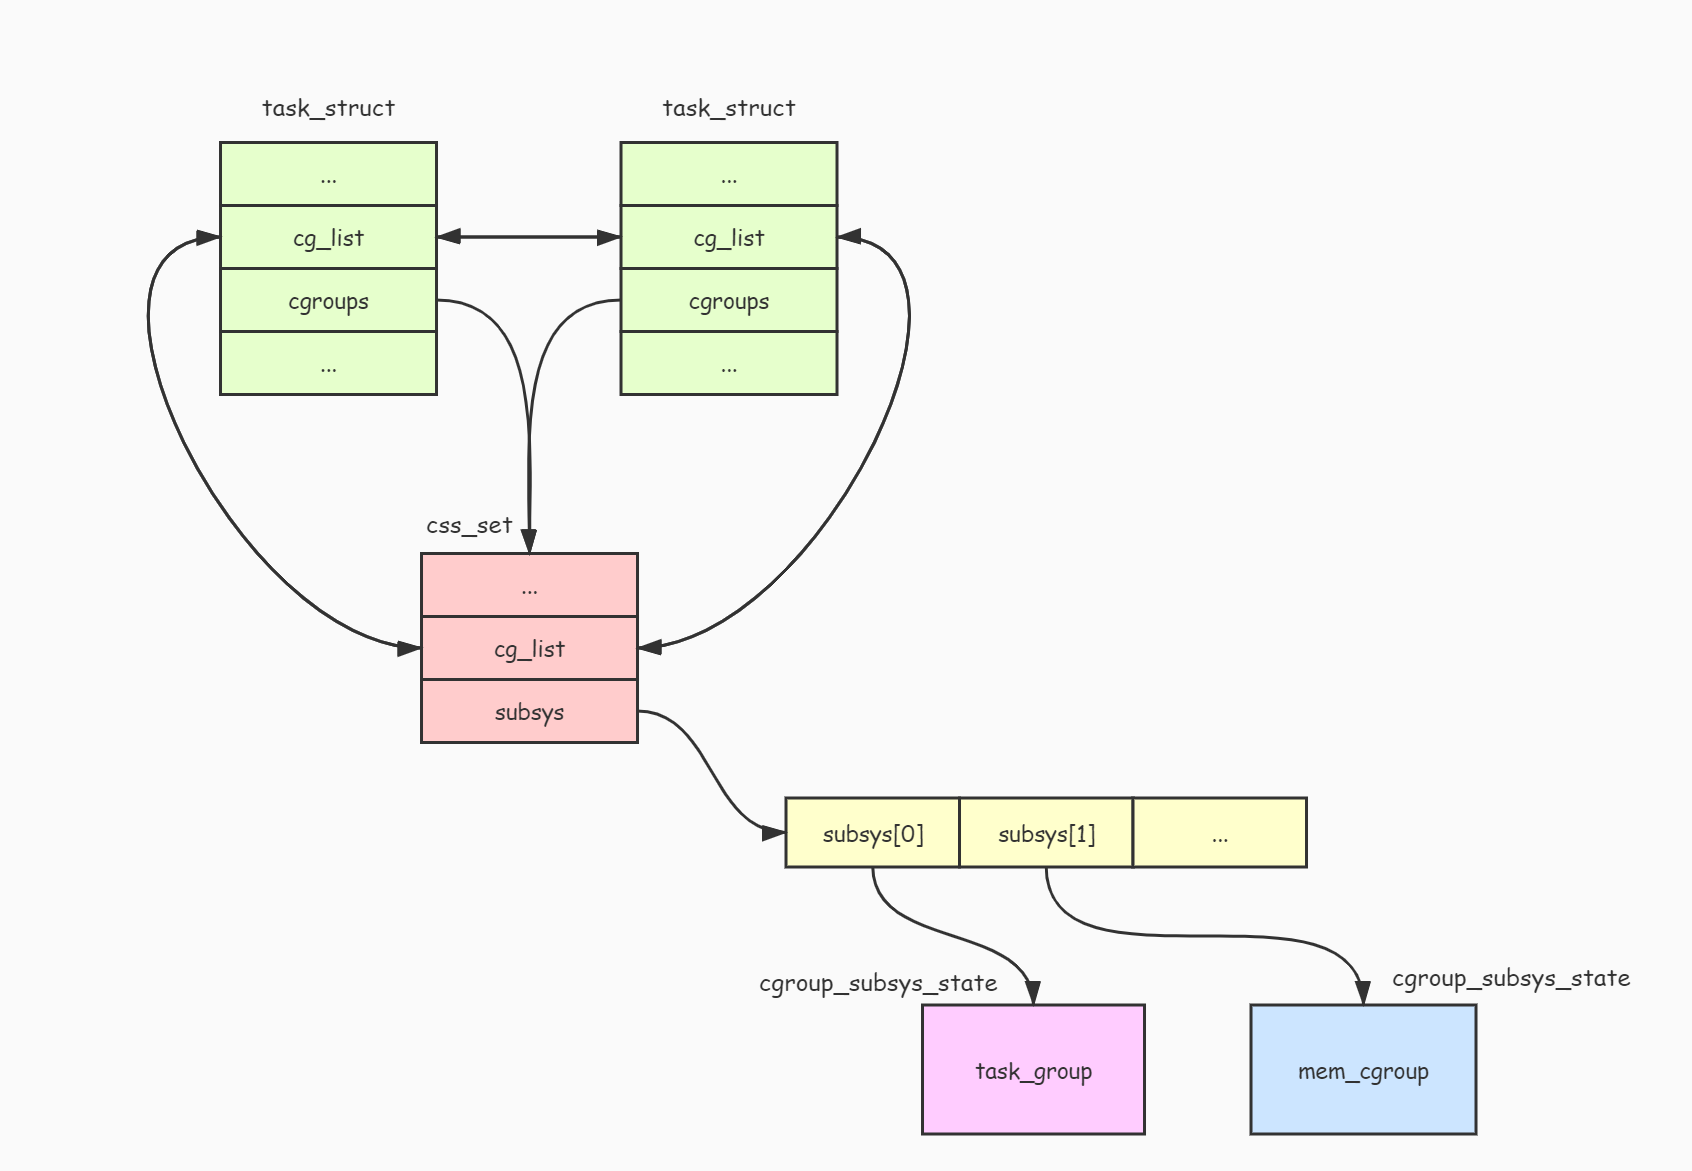 task_struct
task_struct
...
...
cg_list
cg_list
cgroups
cgroups
...
...
css_set
...
cg_list
subsys
subsys[0]
subsys[1]
...
cgroup_subsys_state
cgroup_subsys_state
task_group
mem_cgroup